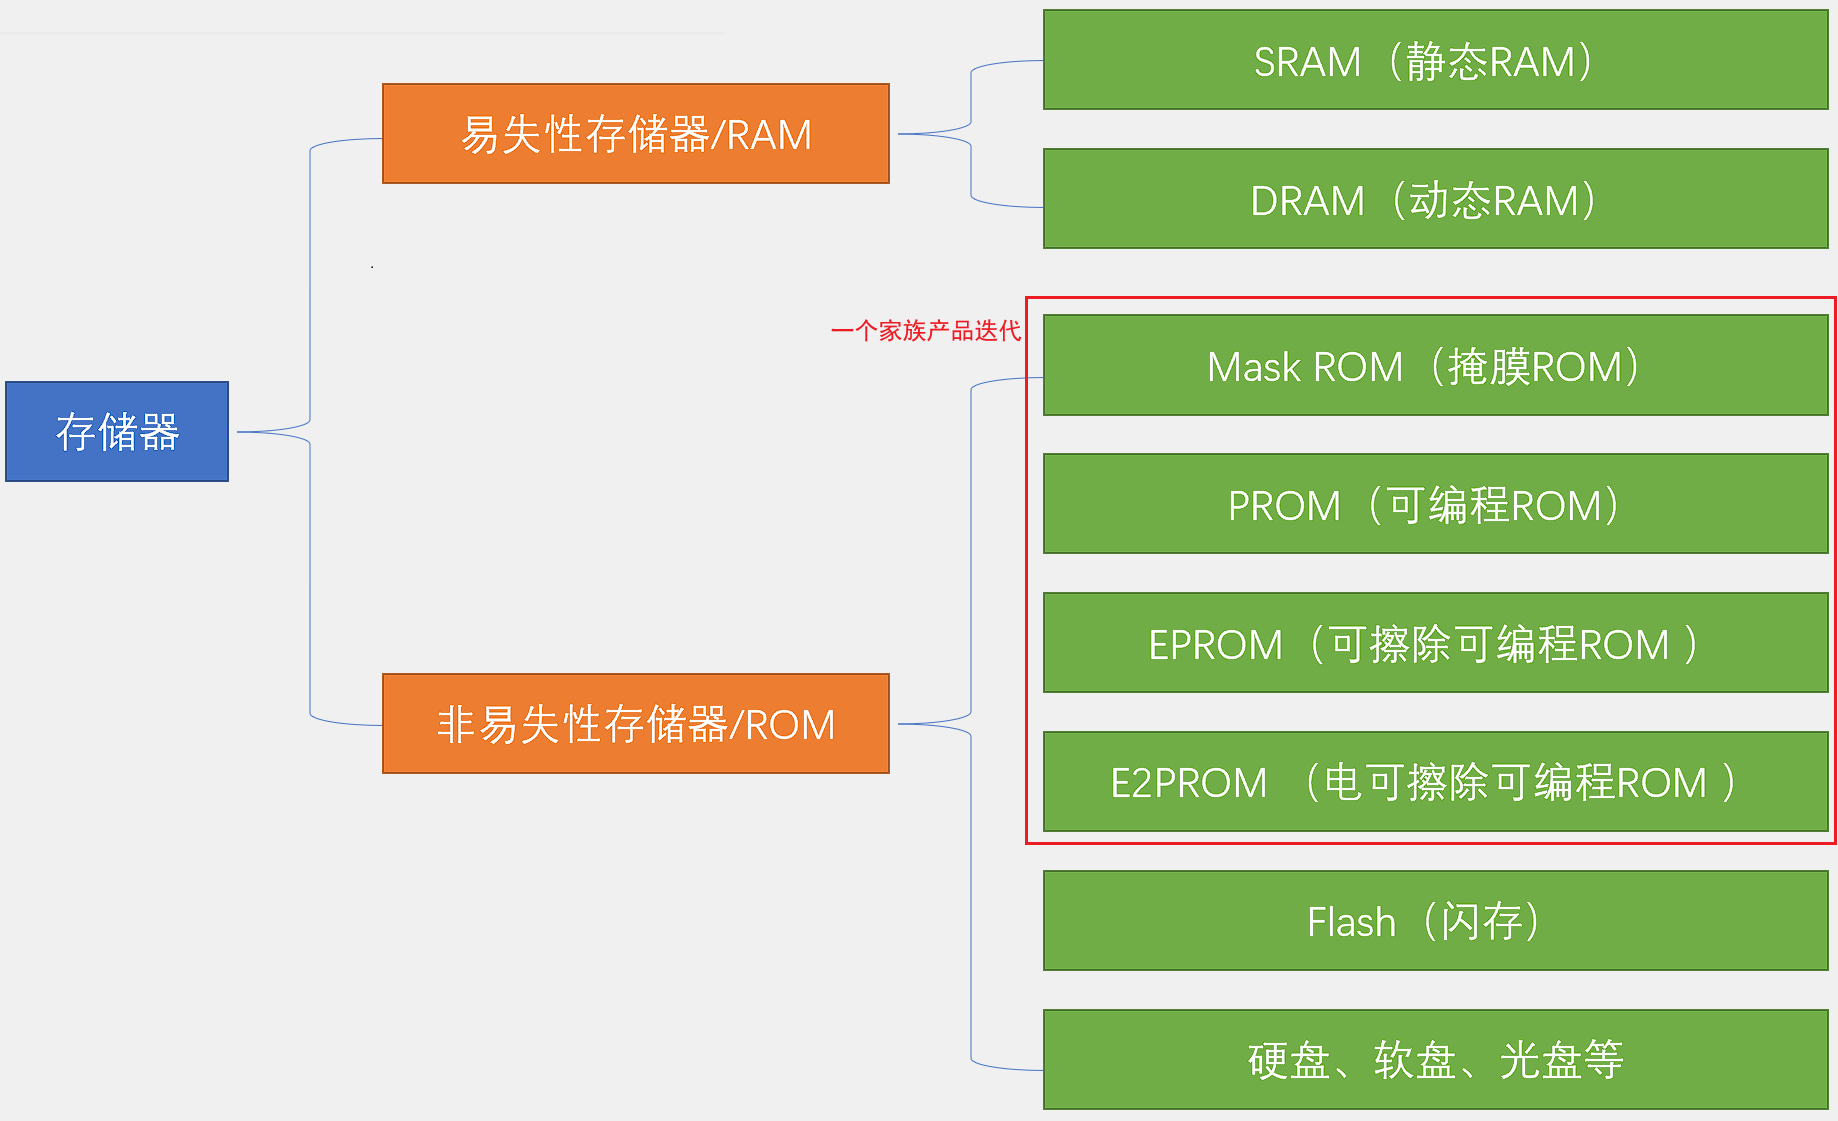 存储器
易失性存储器/RAM
SRAM（静态RAM）
DRAM（动态RAM）
非易失性存储器/ROM
一个家族产品迭代
Mask ROM（掩膜ROM）
PROM（可编程ROM）
EPROM（可擦除可编程ROM ）
E2PROM （电可擦除可编程ROM ）
Flash（闪存）
硬盘、软盘、光盘等